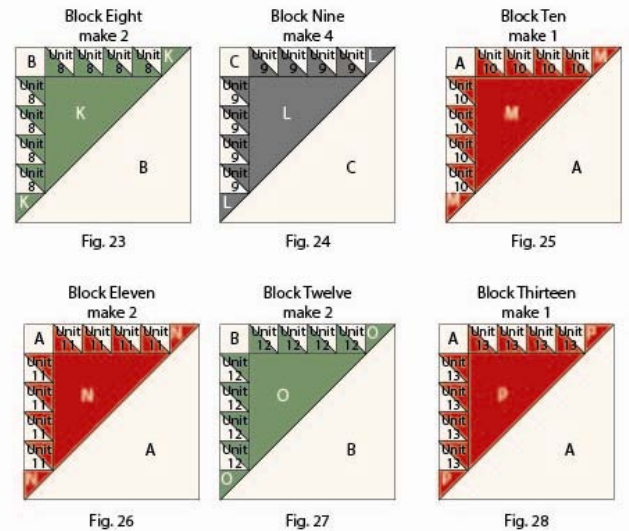 Block Eight
make 2
B
Unit 8
Unit 8
Unit 8
Unit 8
K
Unit 8
Unit 8
Unit 8
Unit 8
K
K
B
Fig. 23
Block Nine
make 4
C
Unit 9
Unit 9
Unit 9
Unit 9
L
Unit 9
Unit 9
Unit 9
Unit 9
L
L
C
Fig. 24
Block Ten
make 1
A
Unit 10
Unit 10
Unit 10
Unit 10
M
Unit 10
Unit 10
Unit 10
Unit 10
M
M
A
Fig. 25
Block Eleven
make 2
A
Unit 11
Unit 11
Unit 11
Unit 11
N
Unit 11
Unit 11
Unit 11
Unit 11
N
N
A
Fig. 26
Block Twelve
make 2
B
Unit 12
Unit 12
Unit 12
Unit 12
O
Unit 12
Unit 12
Unit 12
Unit 12
O
O
B
Fig. 27
Block Thirteen
make 1
A
Unit 13
Unit 13
Unit 13
Unit 13
P
Unit 13
Unit 13
Unit 13
Unit 13
P
P
A
Fig. 28